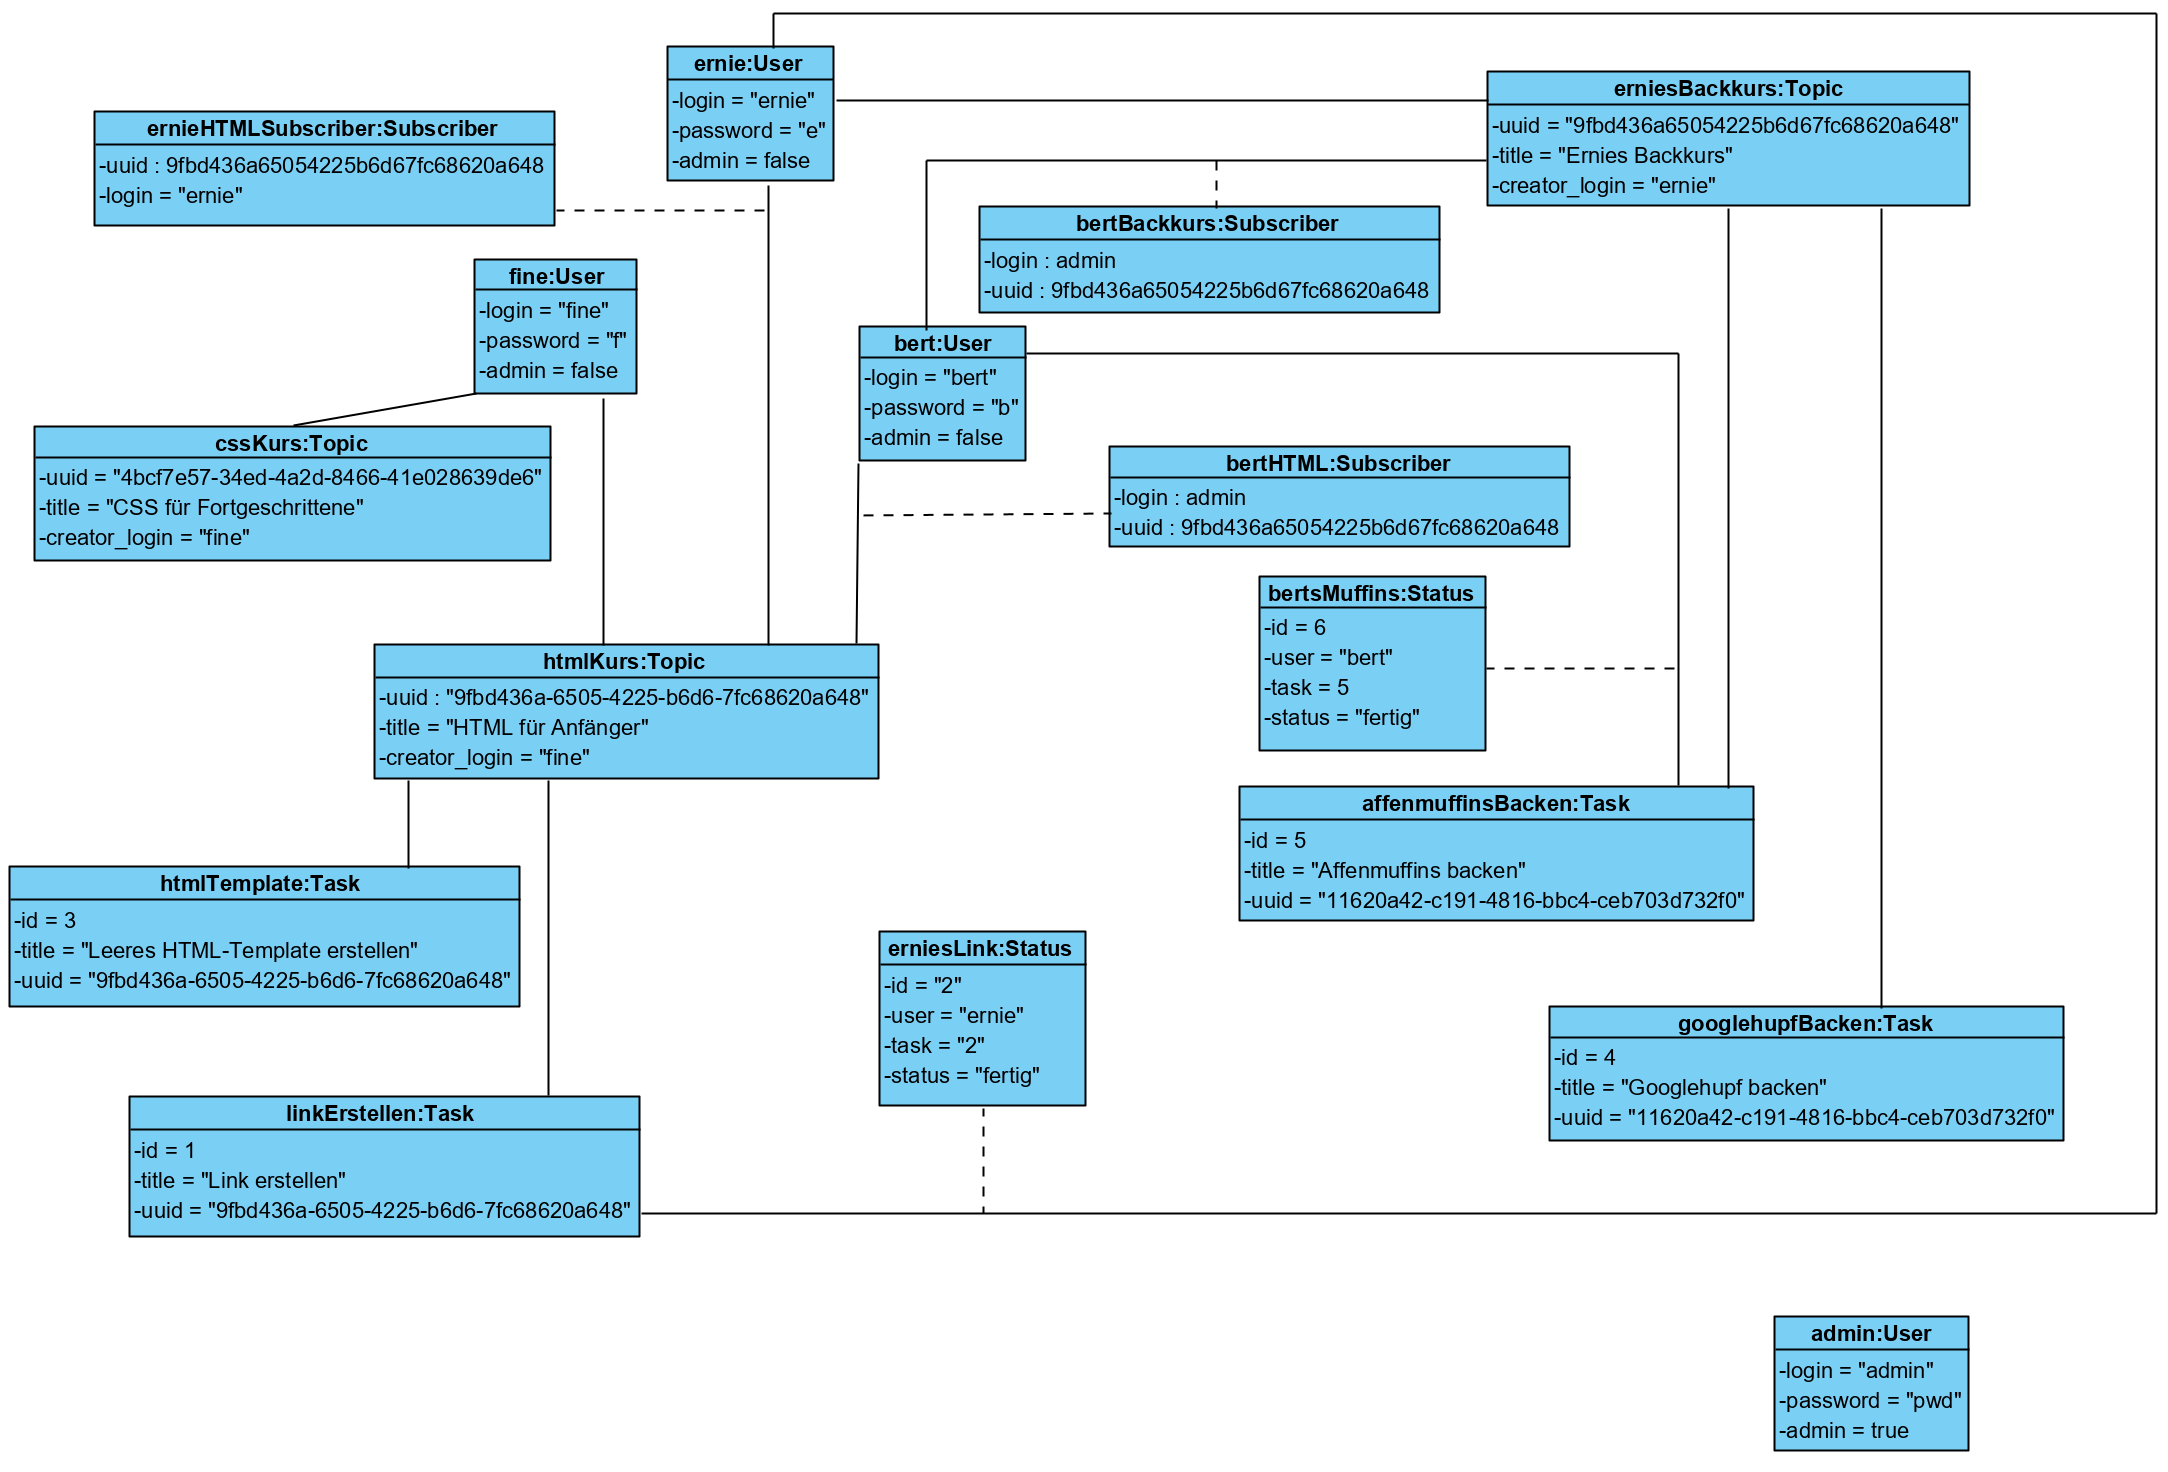 ernie:User
-login = "ernie"
-password = "e"
-admin = false
erniesBackkurs:Topic
-uuid = "9fbd436a65054225b6d67fc68620a648"
-title = "Ernies Backkurs"
-creator_login = "ernie"
ernieHTMLSubscriber:Subscriber
-uuid : 9fbd436a65054225b6d67fc68620a648
-login = "ernie"
bertBackkurs:Subscriber
-login : admin
-uuid : 9fbd436a65054225b6d67fc68620a648
fine:User
-login = "fine"
-password = "f"
-admin = false
bert:User
-login = "bert"
-password = "b"
-admin = false
cssKurs:Topic
-uuid = "4bcf7e57-34ed-4a2d-8466-41e028639de6"
-title = "CSS für Fortgeschrittene"
-creator_login = "fine"
bertHTML:Subscriber
-login : admin
-uuid : 9fbd436a65054225b6d67fc68620a648
bertsMuffins:Status
-id = 6
-user = "bert"
-task = 5
-status = "fertig"
htmlKurs:Topic
-uuid : "9fbd436a-6505-4225-b6d6-7fc68620a648"
-title = "HTML für Anfänger"
-creator_login = "fine"
affenmuffinsBacken:Task
-id = 5
-title = "Affenmuffins backen"
-uuid = "11620a42-c191-4816-bbc4-ceb703d732f0"
htmlTemplate:Task
-id = 3
-title = "Leeres HTML-Template erstellen"
-uuid = "9fbd436a-6505-4225-b6d6-7fc68620a648"
erniesLink:Status
-id = "2"
-user = "ernie"
-task = "2"
-status = "fertig"
googlehupfBacken:Task
-id = 4
-title = "Googlehupf backen"
-uuid = "11620a42-c191-4816-bbc4-ceb703d732f0"
linkErstellen:Task
-id = 1
-title = "Link erstellen"
-uuid = "9fbd436a-6505-4225-b6d6-7fc68620a648"
admin:User
-login = "admin"
-password = "pwd"
-admin = true